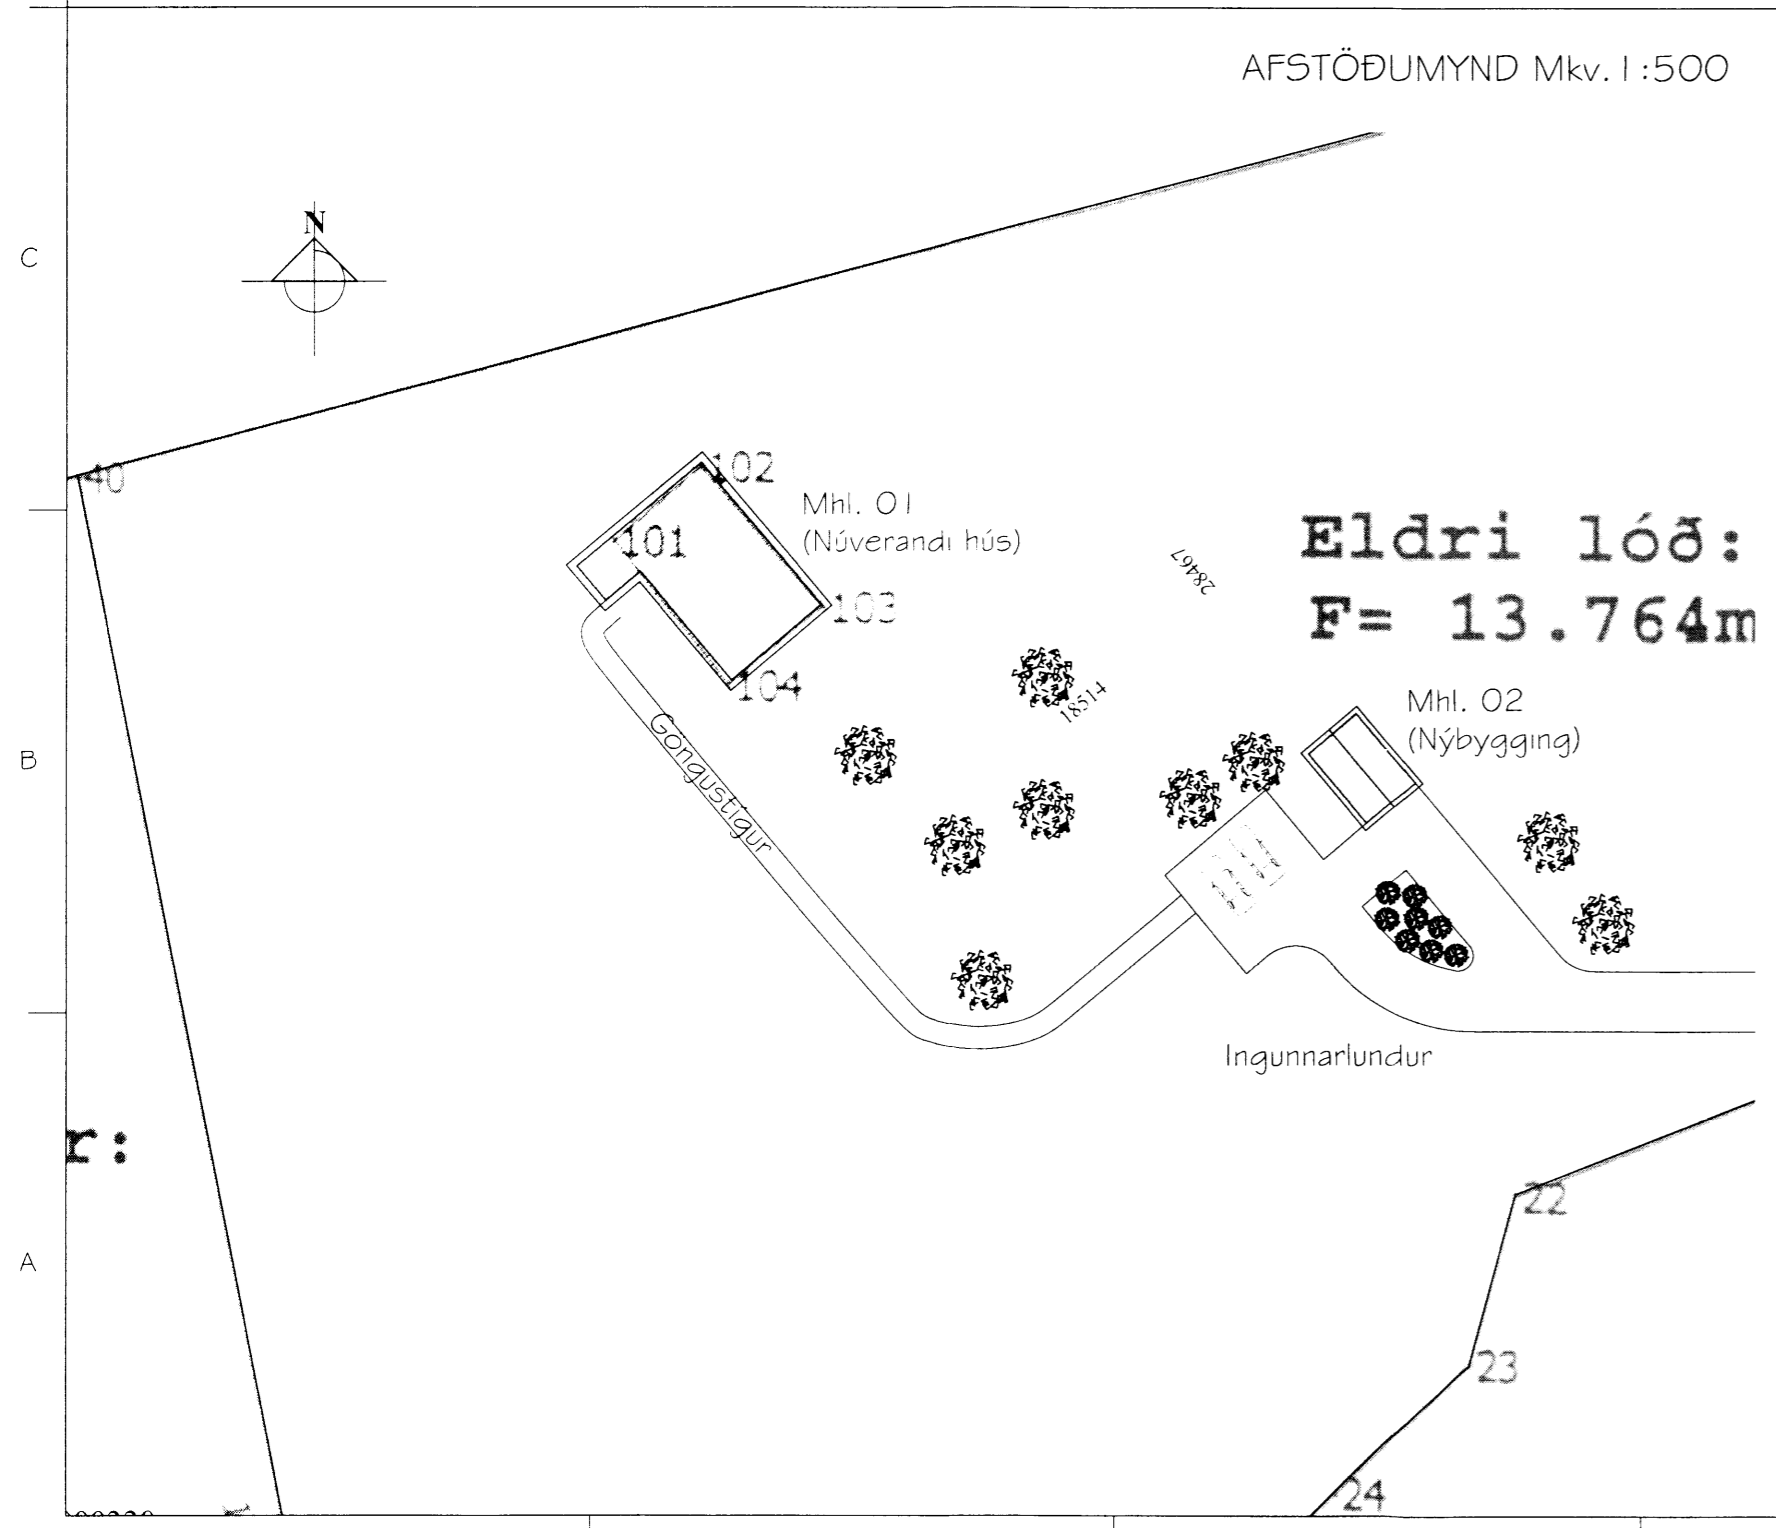 AFSTÖÐUMYND Mkv. 1:500
N
C
40
102
Mhl. 01
(Núverandi hús)
101
103
104
28467
Eldri lóð:
F= 13.764m
18514
Mhl. 02
(Nýbygging)
B
Göngustígur
Ingunnarlundur
r:
22
A
23
24